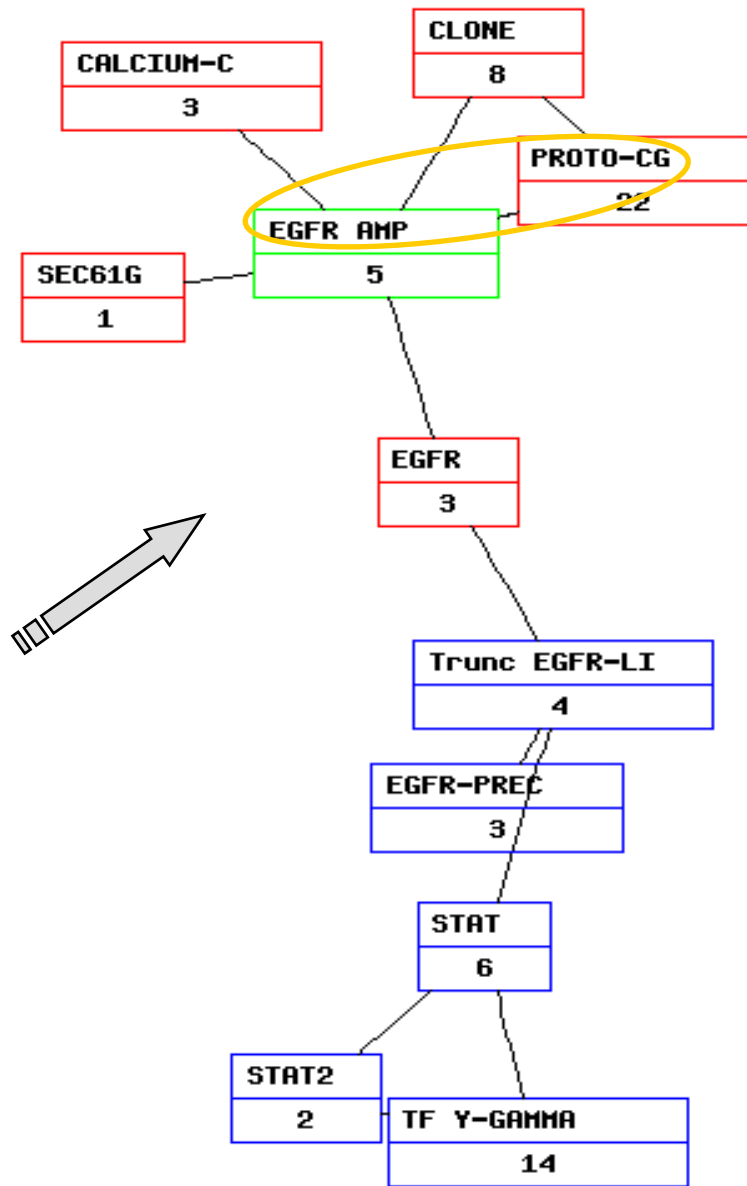 CLONE
8
CALCIUM-C
3
PROTO-CG
22
EGFR AMP
5
SEC61G
1
EGFR
3
Trunc EGFR-LI
4
EGFR-PREC
3
STAT
6
STAT2
2
TF Y-GAMMA
14